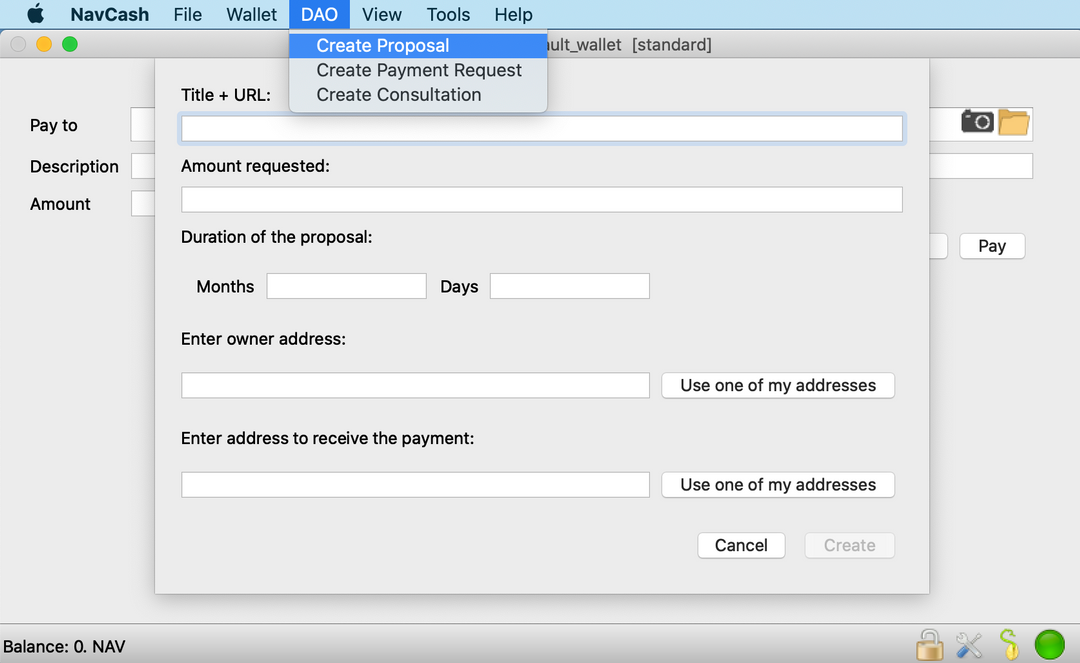 NavCash File Wallet DAO View Tools Help
Create Proposal
Create Payment Request
Create Consultation
ault_wallet [standard]
Title + URL:
Pay to
Amount requested:
Description
Amount
Duration of the proposal:
Pay
Months Days
Enter owner address:
Use one of my addresses
Enter address to receive the payment:
Use one of my addresses
Cancel Create
Balance: 0. NAV